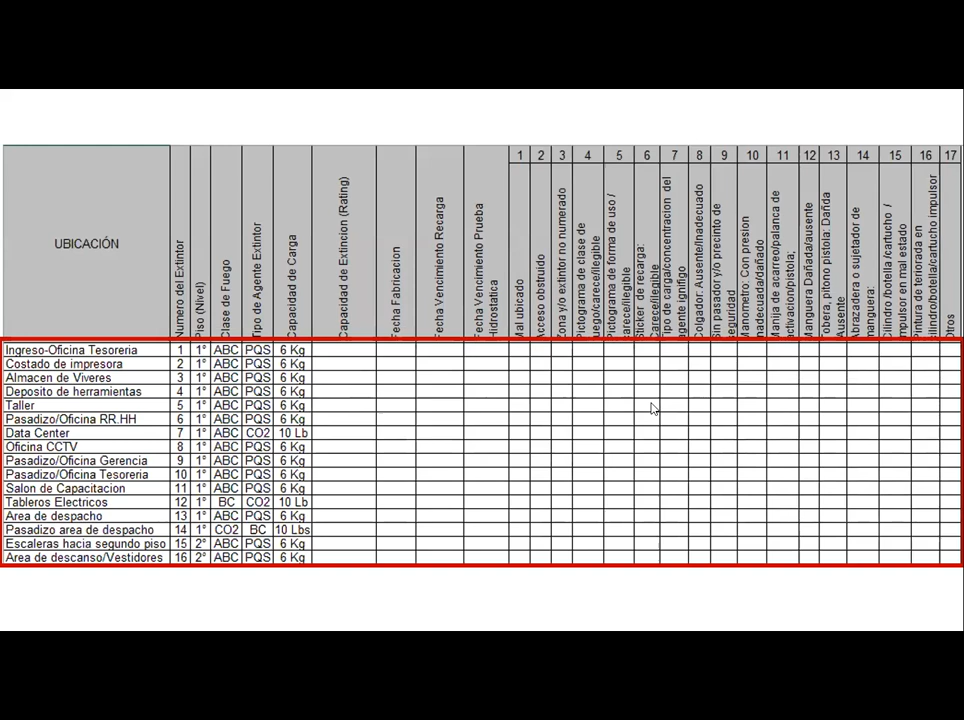 1 2 3 4 5 6 7 8 9 10 11 12 13 14 15 16 17
UBICACIÓN
Numero del Extintor
Piso (Nivel)
Clase de Fuego
Tipo de Agente Extintor
Capacidad de Carga
Capacidad de Extincion (Rating)
Fecha Fabricacion
Fecha Vencimiento Recarga
Fecha Vencimiento Prueba
Hidrostatica
Mal ubicado
Acceso obstruido
Zona y/o extintor no numerado
Pictograma de clase de
fuego/carece/ilegible
Pictograma de forma de uso /
carece/ilegible
Sticker de recarga:
Carece/ilegible
Tipo de carga/concentracion del
agente ignifigo
Colgador: Ausente/Inadecuado
Sin pasador y/o precinto de
seguridad
Manometro: Con presion
inadecuada/dañado
Manija de acarreo/palanca de
activacion/pistola;
Manguera Dañada/ausente
Tobera, pitono pistola: Dañida
Ausente
Abrazadera o sujetador de
manguera:
Cilindro /botella /cartucho /
impulsor en mal estado
Pintura de teriorada en
cilindro/botella/cartucho impulsor
Otros
Ingreso-Oficina Tesoreria 1 1° ABC PQS 6 Kg
Costado de impresora 2 1° ABC PQS 6 Kg
Almacen de Viveres 3 1° ABC PQS 6 Kg
Deposito de herramientas 4 1° ABC PQS 6 Kg
Taller 5 1° ABC PQS 6 Kg
Pasadizo/Oficina RR.HH 6 1° ABC PQS 6 Kg
Data Center 7 1° ABC CO2 10 Lb
Oficina CCTV 8 1° ABC PQS 6 Kg
Pasadizo/Oficina Gerencia 9 1° ABC PQS 6 Kg
Pasadizo/Oficina Tesoreria 10 1° ABC PQS 6 Kg
Salon de Capacitacion 11 1° ABC PQS 6 Kg
Tableros Electricos 12 1° BC CO2 10 Lb
Area de despacho 13 1° ABC PQS 6 Kg
Pasadizo area de despacho 14 1° CO2 BC 10 Lbs
Escaleras hacia segundo piso 15 2° ABC PQS 6 Kg
Area de descanso/Vestidores 16 2° ABC PQS 6 Kg